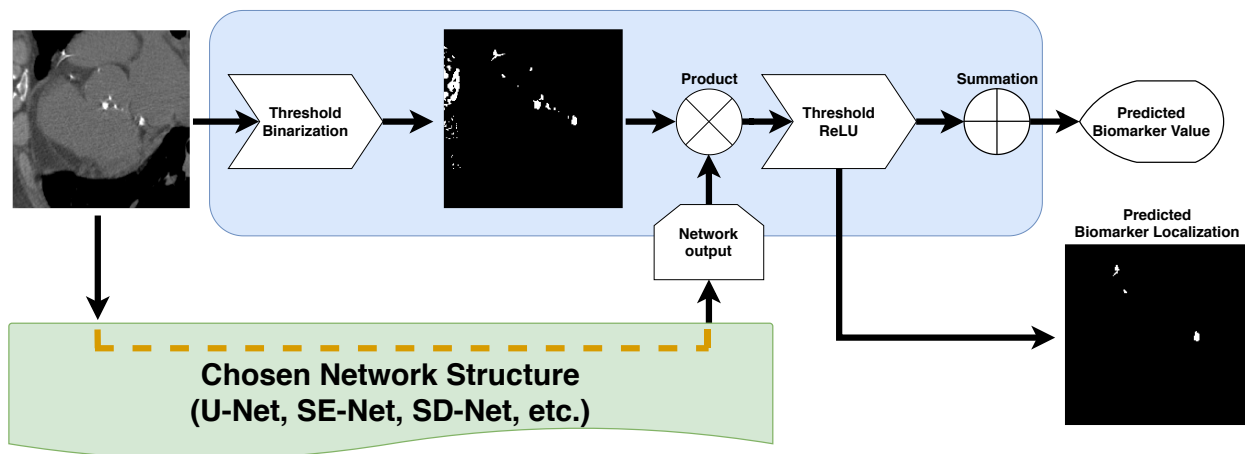 Threshold
Binarization
Product
Threshold
ReLU
Summation
Predicted
Biomarker Value
Network
output
Predicted
Biomarker Localization
Chosen Network Structure
(U-Net, SE-Net, SD-Net, etc.)